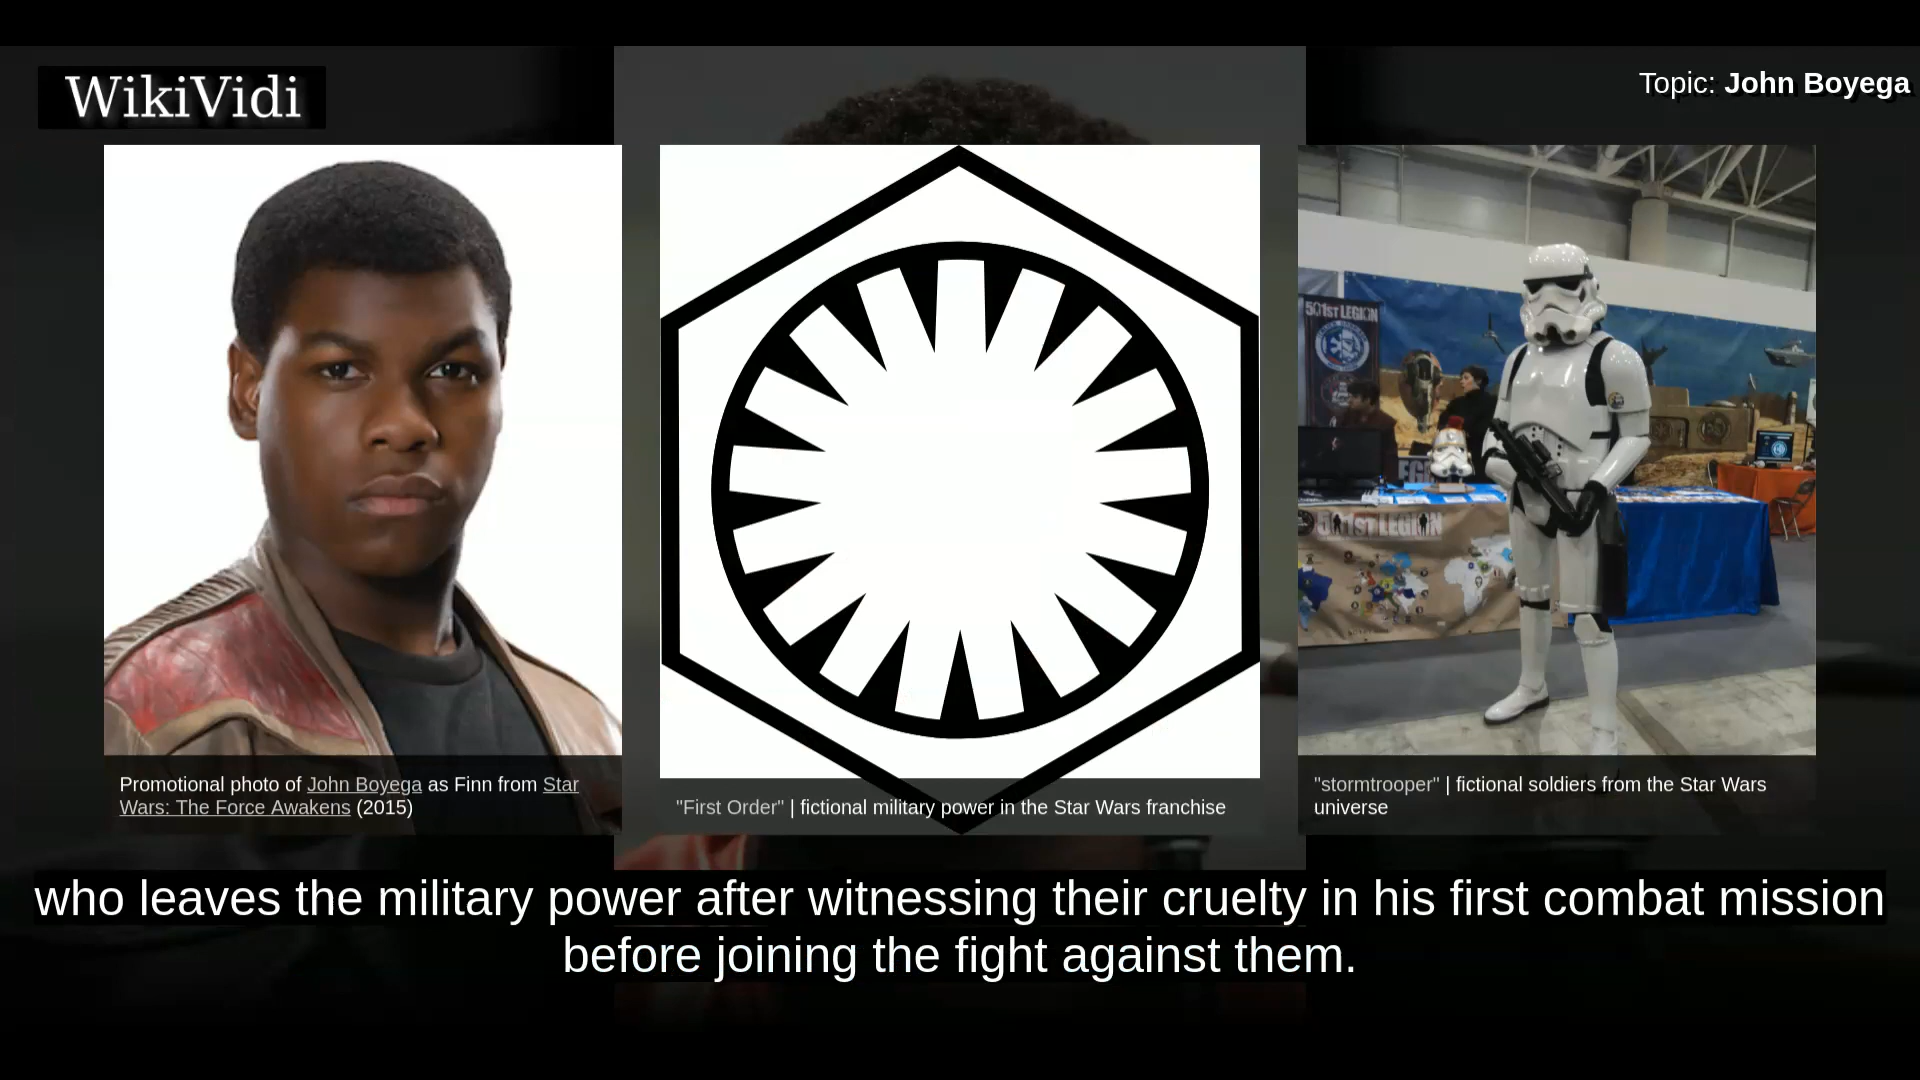 WikiVidi
Topic: John Boyega
501ST LEGION
501ST LEGION
Promotional photo of John Boyega as Finn from Star
Wars: The Force Awakens (2015)
"First Order" | fictional military power in the Star Wars franchise
"stormtrooper" | fictional soldiers from the Star Wars
universe
who leaves the military power after witnessing their cruelty in his first combat mission
before joining the fight against them.